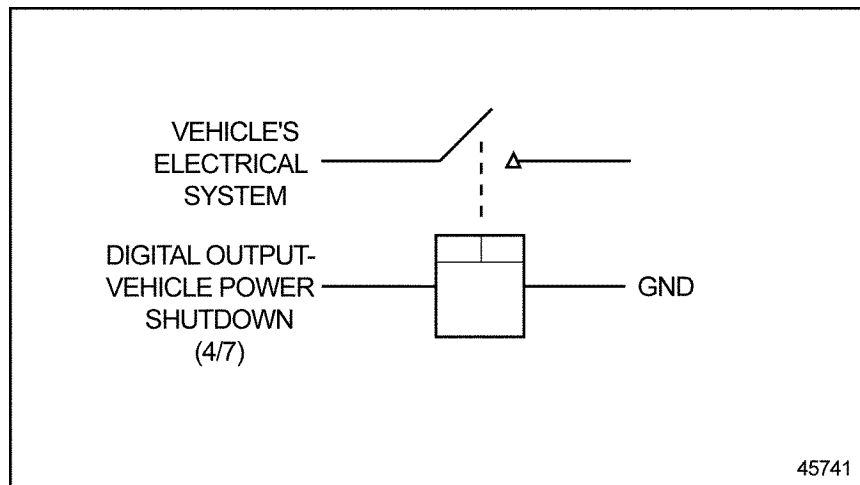 VEHICLE'S
ELECTRICAL
SYSTEM
DIGITAL OUTPUT-
VEHICLE POWER
SHUTDOWN
(4/7)
GND
45741